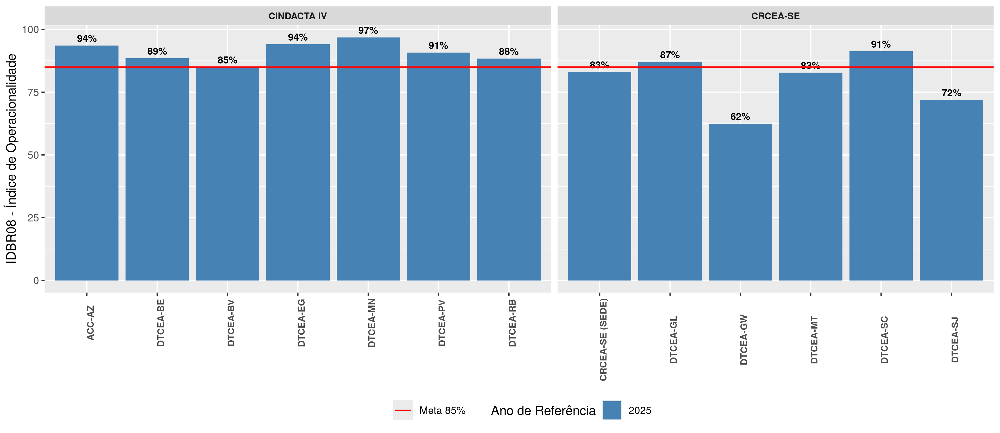 CINDACTA IV
CRCEA-SE
IDBR08 - Índice de Operacionalidade
100
75
50
25
0
94%
89%
85%
94%
97%
91%
88%
83%
87%
62%
83%
91%
72%
ACC-AZ
DTCEA-BE
DTCEA-BV
DTCEA-EG
DTCEA-MN
DTCEA-PV
DTCEA-RB
CRCEA-SE (SEDE)
DTCEA-GL
DTCEA-GW
DTCEA-MT
DTCEA-SC
DTCEA-SJ
Meta 85%
Ano de Referência
2025